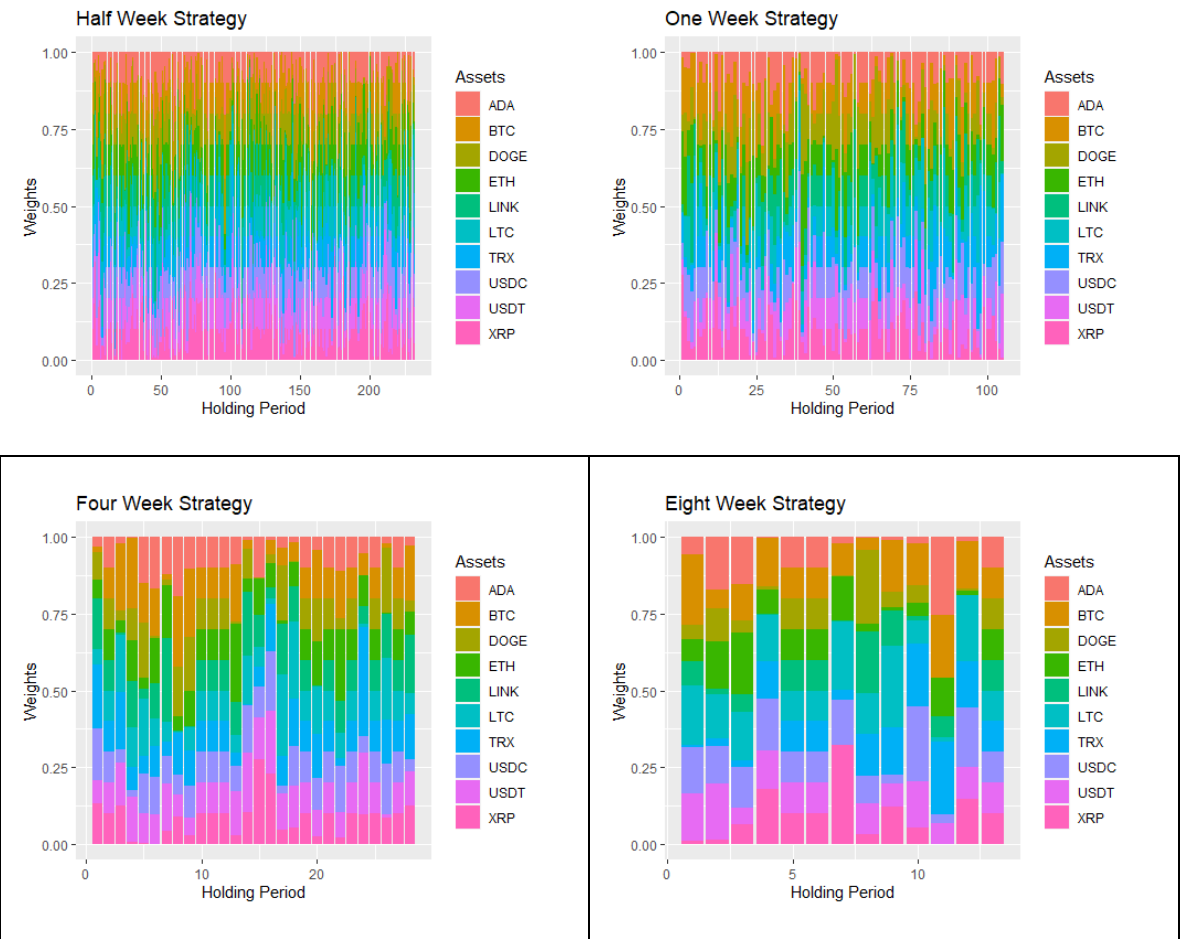 Half Week Strategy
1.00
0.75
0.50
0.25
0.00
Weights
0
50
100
150
200
Holding Period
Assets
ADA
BTC
DOGE
ETH
LINK
LTC
TRX
USDC
USDT
XRP
One Week Strategy
1.00
0.75
0.50
0.25
0.00
Weights
0
25
50
75
100
Holding Period
Assets
ADA
BTC
DOGE
ETH
LINK
LTC
TRX
USDC
USDT
XRP
Four Week Strategy
1.00
0.75
0.50
0.25
0.00
Weights
0
10
20
Holding Period
Assets
ADA
BTC
DOGE
ETH
LINK
LTC
TRX
USDC
USDT
XRP
Eight Week Strategy
1.00
0.75
0.50
0.25
0.00
Weights
0
5
10
Holding Period
Assets
ADA
BTC
DOGE
ETH
LINK
LTC
TRX
USDC
USDT
XRP